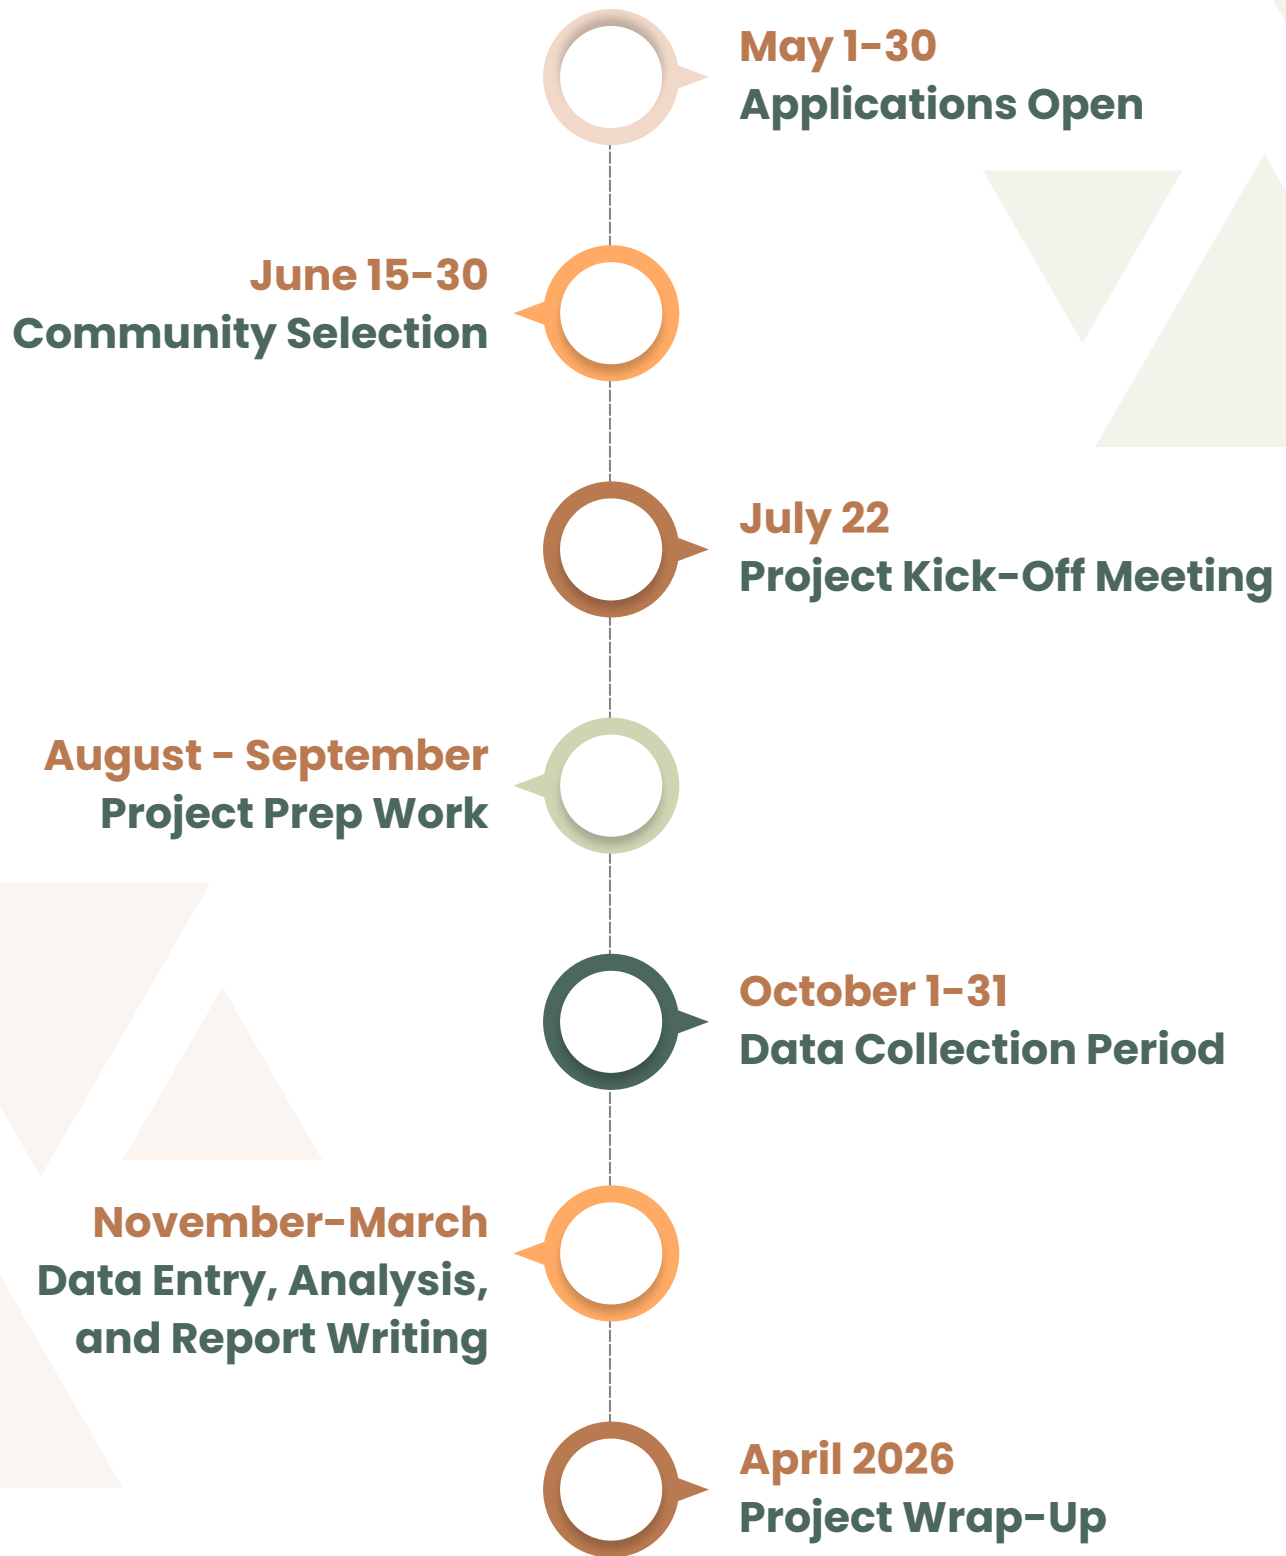 May 1-30
Applications Open
June 15-30
Community Selection
July 22
Project Kick-Off Meeting
August - September
Project Prep Work
October 1-31
Data Collection Period
November-March
Data Entry, Analysis,
and Report Writing
April 2026
Project Wrap-Up